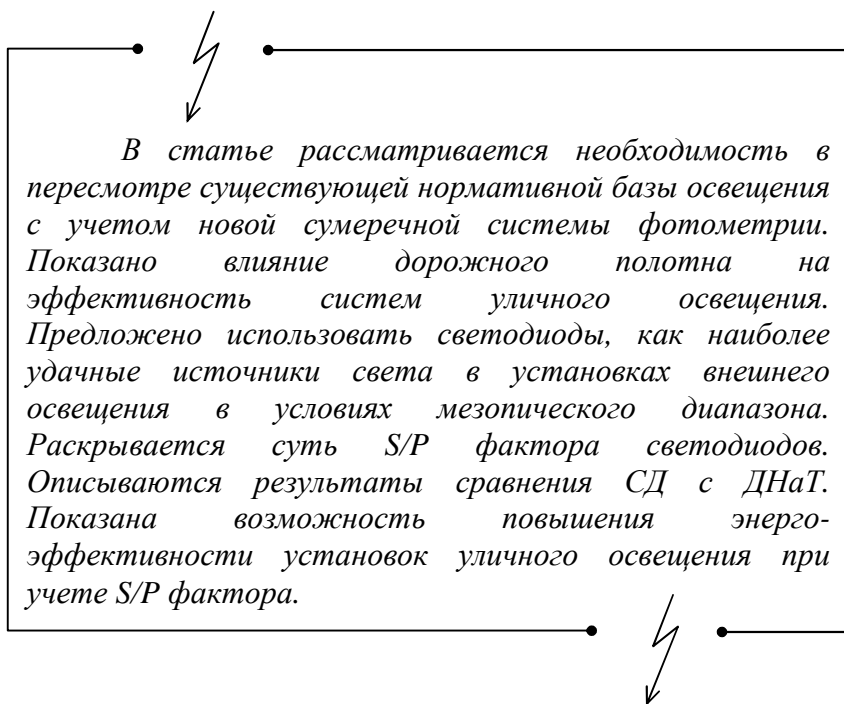 В статье рассматривается необходимость в
пересмотре существующей нормативной базы освещения
с учетом новой сумеречной системы фотометрии.
Показано влияние дорожного полотна на
эффективность систем уличного освещения.
Предложено использовать светодиоды, как наиболее
удачные источники света в установках внешнего
освещения в условиях мезопического диапазона.
Раскрывается суть S/P фактора светодиодов.
Описываются результаты сравнения СД с ДНаТ.
Показана возможность повышения энерго-
эффективности установок уличного освещения при
учете S/P фактора.